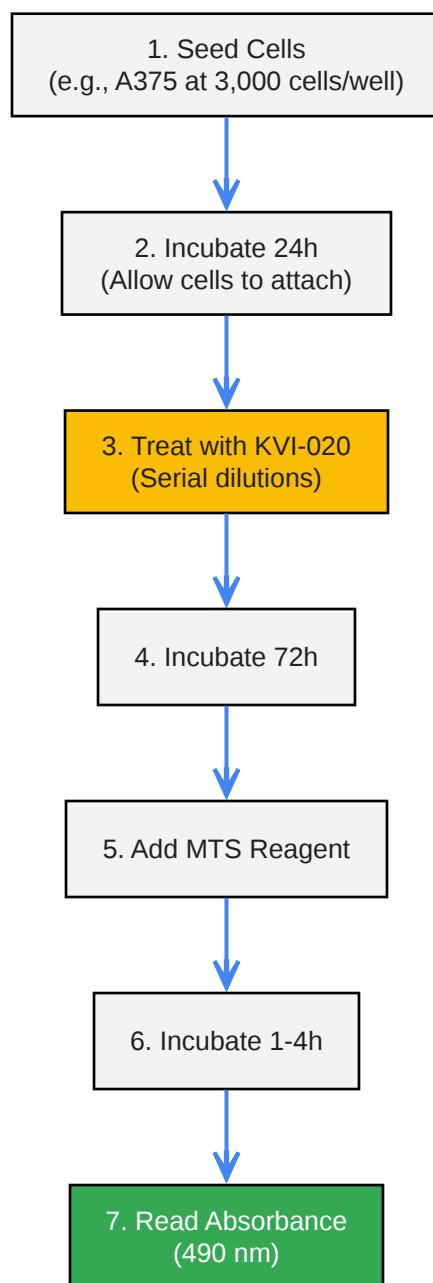 1. Seed Cells
(e.g., A375 at 3,000 cells/well)
2. Incubate 24h
(Allow cells to attach)
3. Treat with KVI-020
(Serial dilutions)
4. Incubate 72h
5. Add MTS Reagent
6. Incubate 1-4h
7. Read Absorbance
(490 nm)